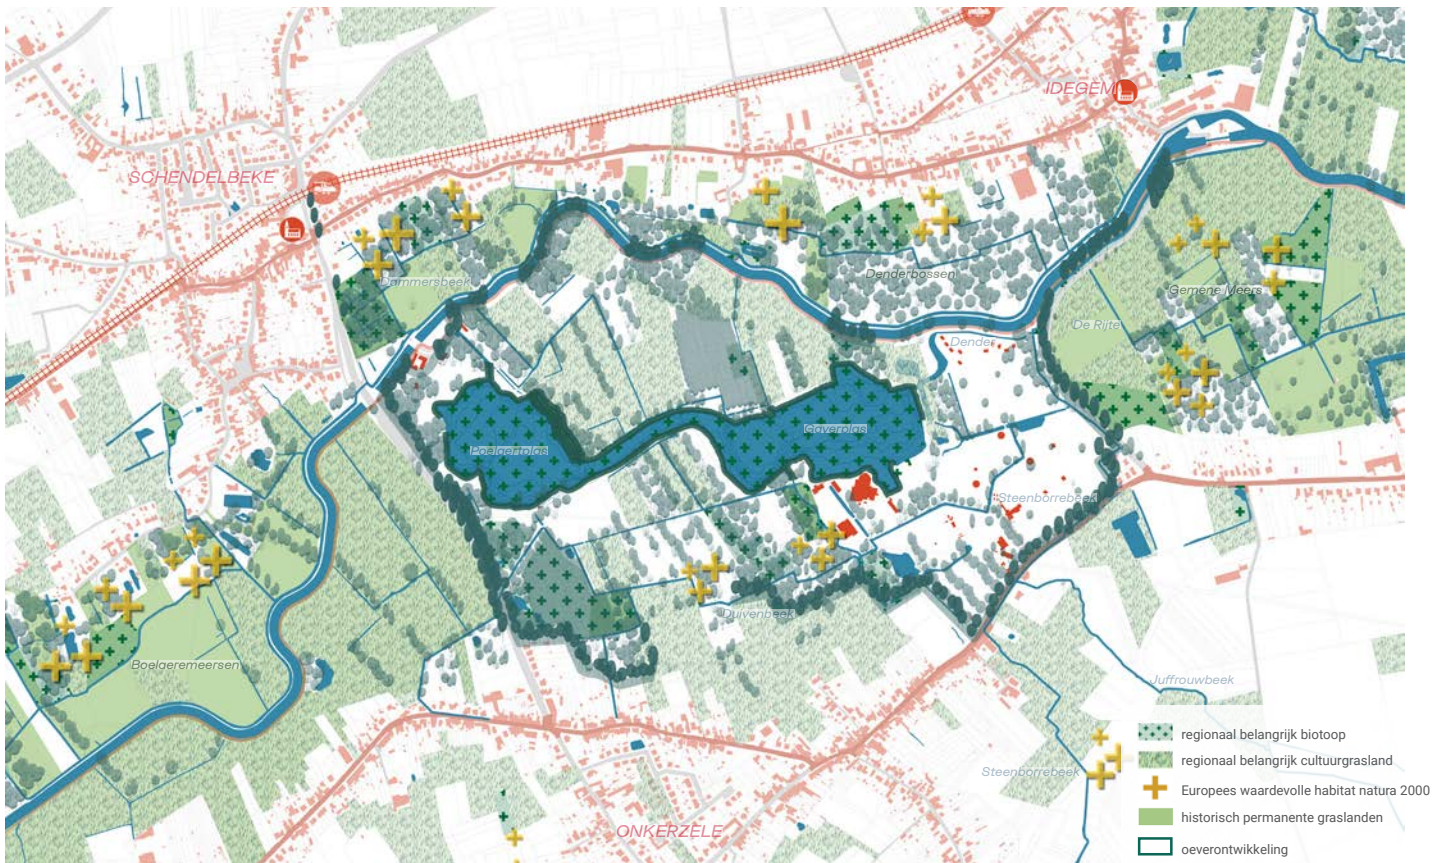 IDEGEM
SCHENDELBEKE
Dammersbeek
Denderbossen
Gemene Meers
De Rijte
Dender
Poelaertplas
Gaverplas
Steenborrebeek
Duivenbeek
Boelaeremeersen
Juffrouwbeek
Steenborrebeek
ONKERZELE
regionaal belangrijk biotoop
regionaal belangrijk cultuurgrasland
Europees waardevolle habitat natura 2000
historisch permanente graslanden
oeverontwikkeling